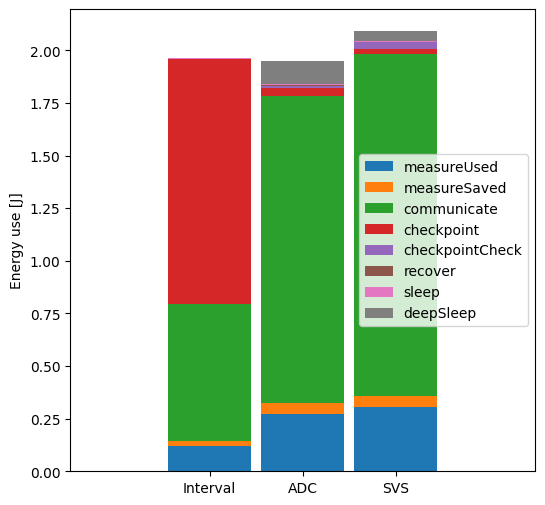 Energy use [J]
2.00
1.75
1.50
1.25
1.00
0.75
0.50
0.25
0.00
measureUsed
measureSaved
communicate
checkpoint
checkpointCheck
recover
sleep
deepSleep
Interval ADC SVS